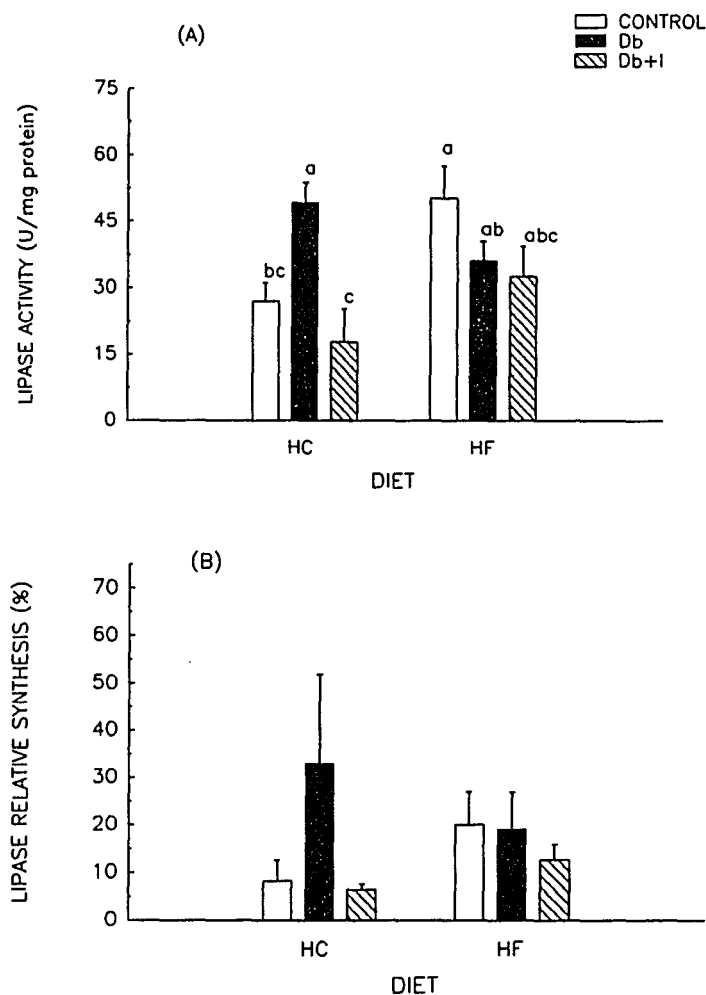 (A)
CONTROL
Db
Db+I
LIPASE ACTIVITY (U/mg protein)
75
60
45
30
15
0
bc
a
c
a
ab
abc
HC
HF
DIET
(B)
LIPASE RELATIVE SYNTHESIS (%)
70
60
50
40
30
20
10
0
HC
HF
DIET